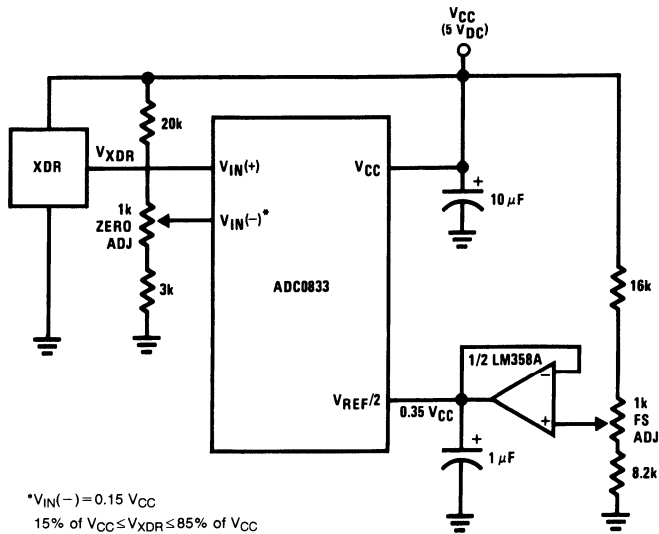 VCC
(5 VDC)
20k
XDR
VXDR
VIN(+)
VCC
+
10 μF
1k
ZERO
ADJ
VIN(−)*
3k
ADC0833
16k
1/2 LM358A
−
VREF/2
0.35 VCC
+
1k
FS
ADJ
+
1 μF
8.2k
*VIN(−)=0.15 VCC
15% of VCC≤VXDR≤85% of VCC